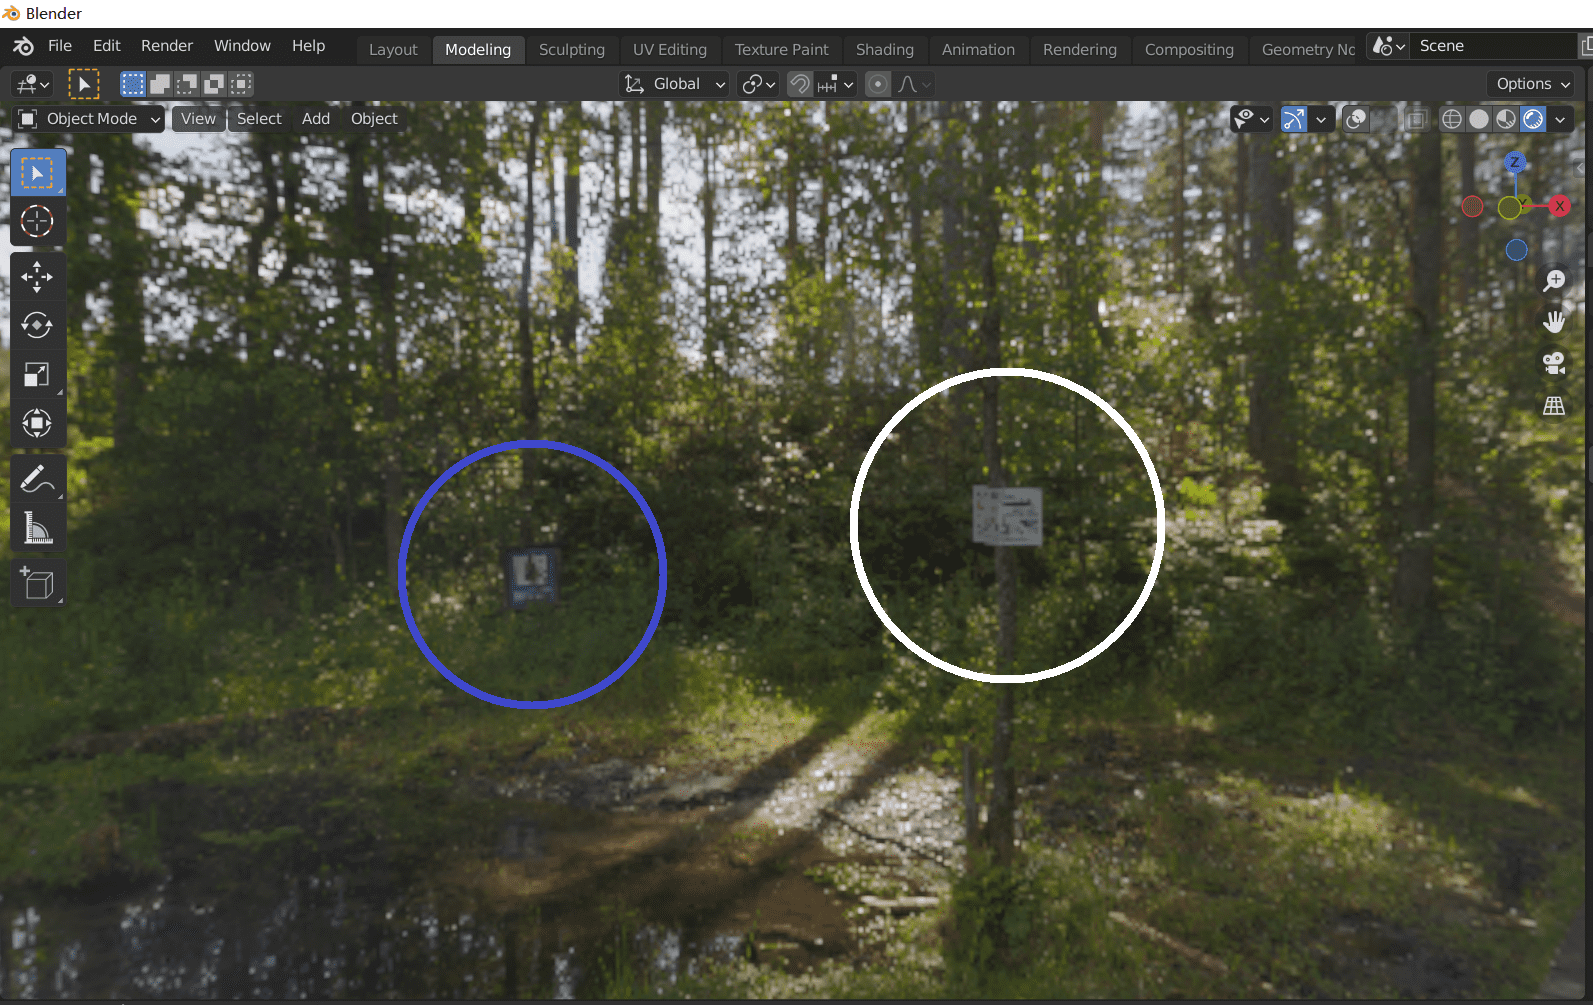 Blender
File Edit Render Window Help Layout Modeling Sculpting UV Editing Texture Paint Shading Animation Rendering Compositing Geometry No Scene
Global Options
Object Mode View Select Add Object
Z
Y X